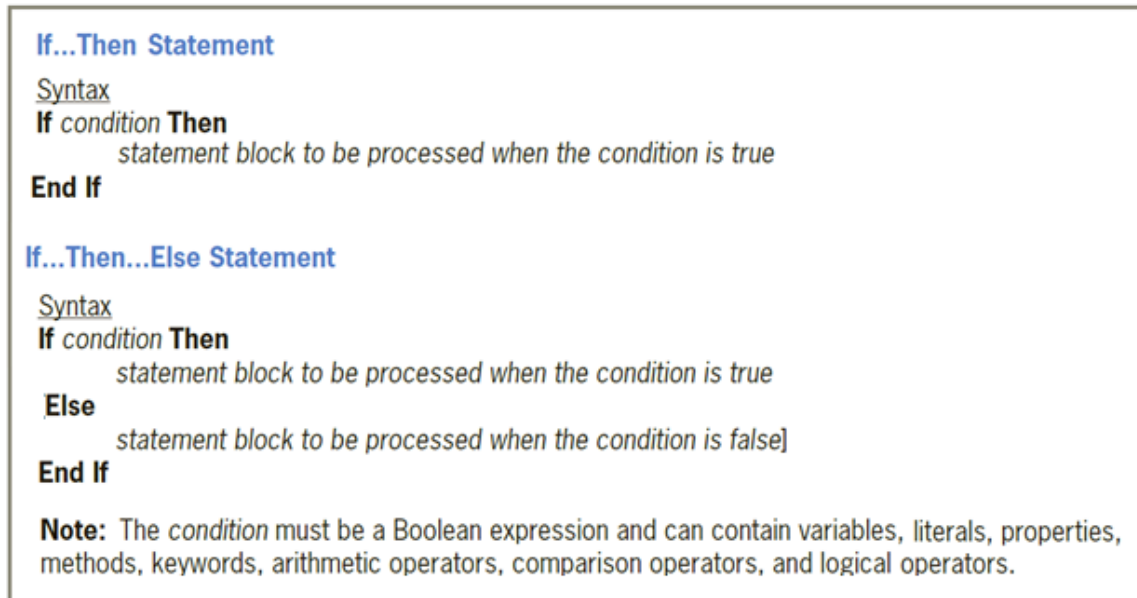 If...Then Statement
Syntax
If condition Then
statement block to be processed when the condition is true
End If
If...Then...Else Statement
Syntax
If condition Then
statement block to be processed when the condition is true
Else
statement block to be processed when the condition is false]
End If
Note: The condition must be a Boolean expression and can contain variables, literals, properties,
methods, keywords, arithmetic operators, comparison operators, and logical operators.